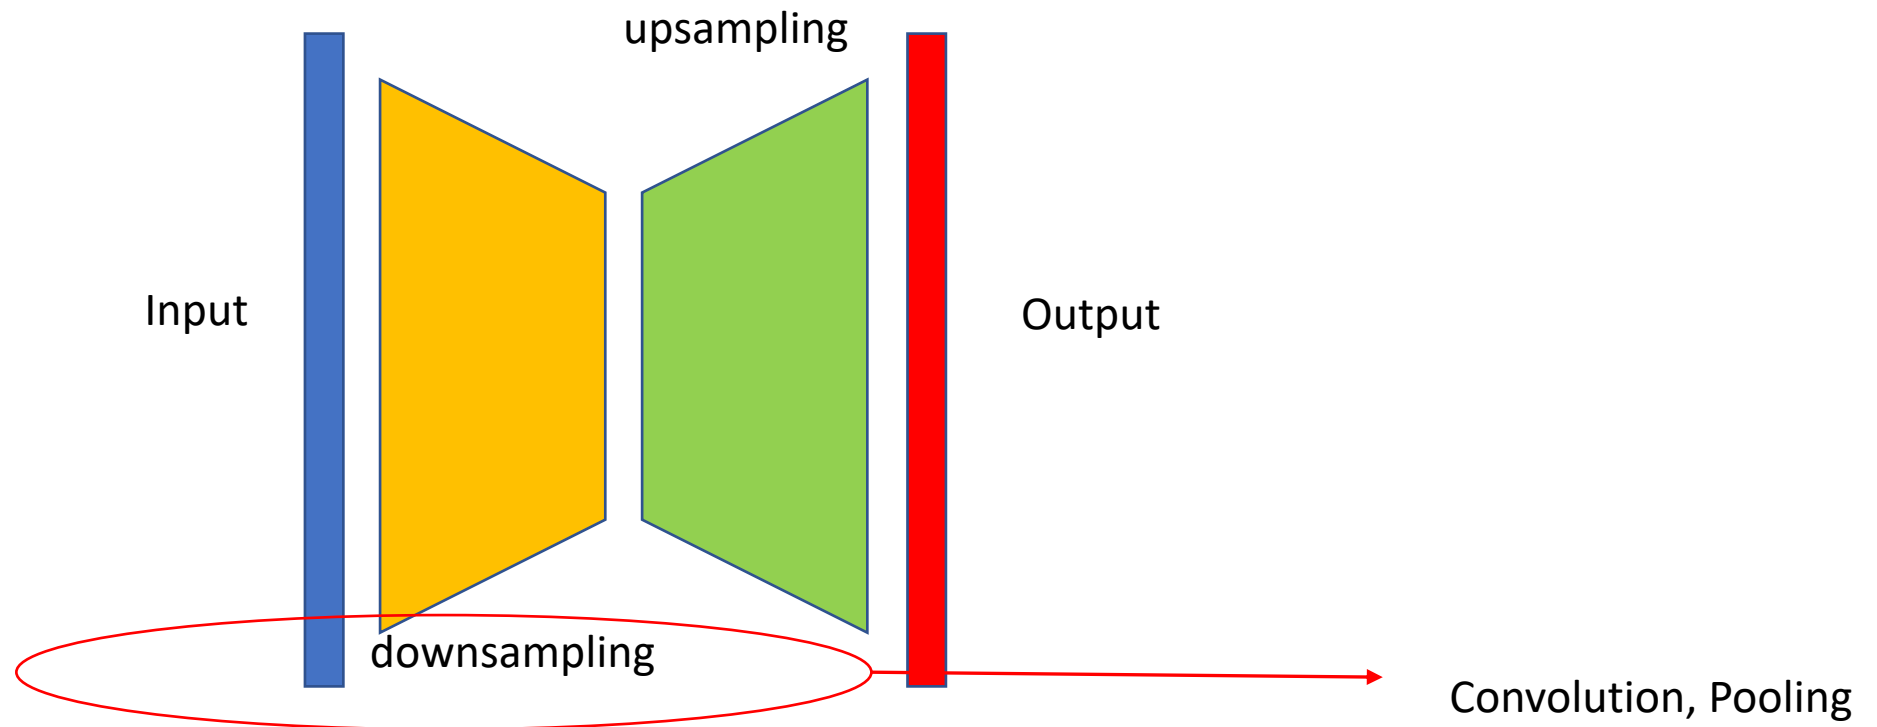 upsampling
Input
Output
downsampling
Convolution, Pooling